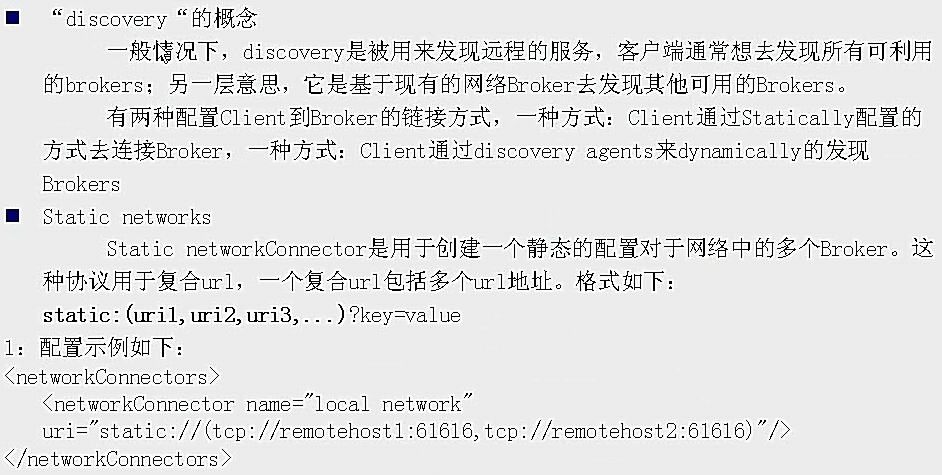 “discovery“的概念
一般情况下，discovery是被用来发现远程的服务，客户端通常想去发现所有可利用
的brokers；另一层意思，它是基于现有的网络Broker去发现其他可用的Brokers。
有两种配置Client到Broker的链接方式，一种方式：Client通过Statically配置的
方式去连接Broker，一种方式：Client通过discovery agents来dynamically的发现
Brokers
Static networks
Static networkConnector是用于创建一个静态的配置对于网络中的多个Broker。这
种协议用于复合url，一个复合url包括多个url地址。格式如下：
static:(uri1,uri2,uri3,...)?key=value
1：配置示例如下：
<networkConnectors>
<networkConnector name="local network"
uri="static://(tcp://remotehost1:61616,tcp://remotehost2:61616)"/>
</networkConnectors>